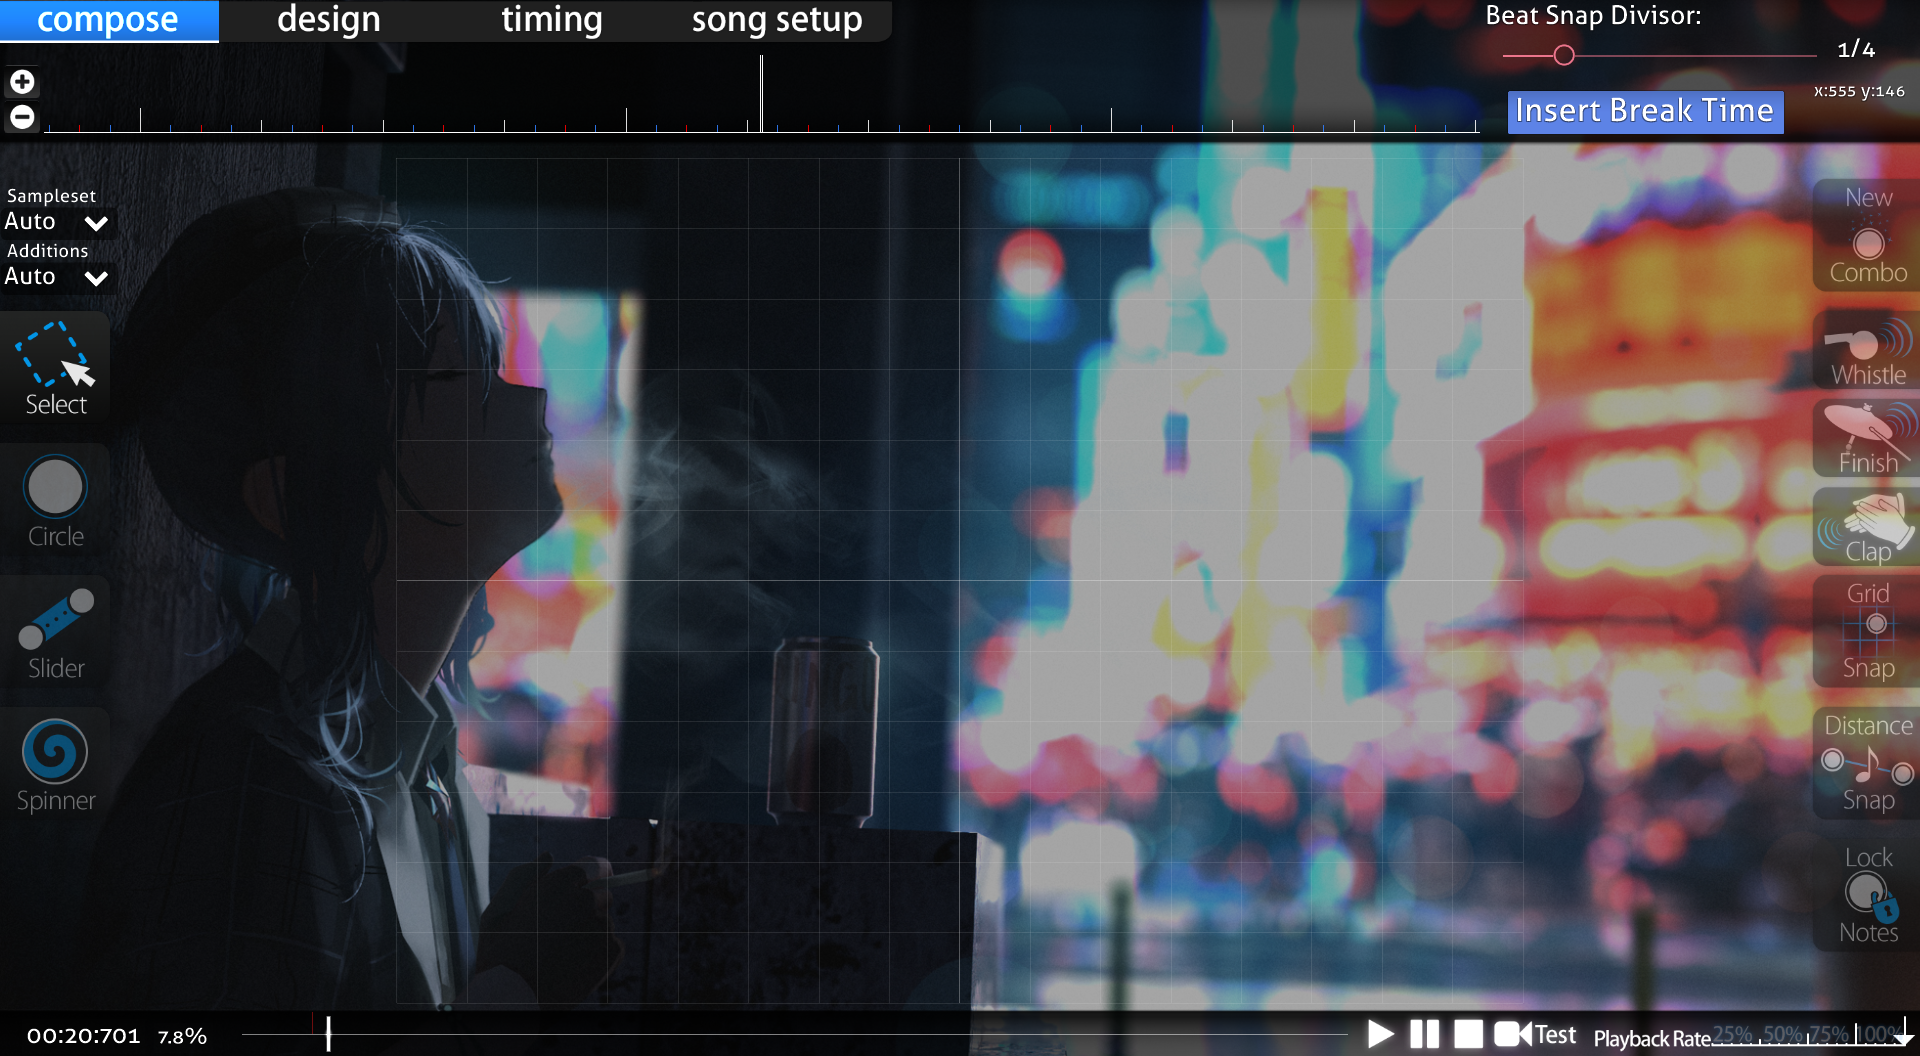 compose
design
timing
song setup
Beat Snap Divisor:
1/4
x:555 y:146
Insert Break Time
Sampleset
Auto
Additions
Auto
Select
Circle
Slider
Spinner
New
Combo
Whistle
Finish
Clap
Grid
Snap
Distance
Snap
Lock
Notes
00:20:701
7.8%
Test
Playback Rate
25%
50%
75%
100%